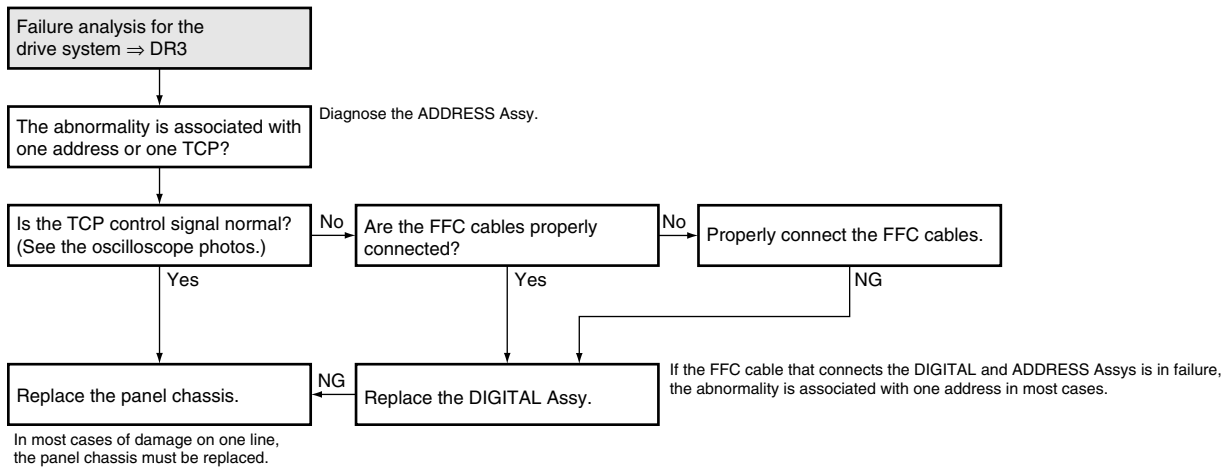 Failure analysis for the
drive system ⇒ DR3
The abnormality is associated with
one address or one TCP?
Diagnose the ADDRESS Assy.
Is the TCP control signal normal?
(See the oscilloscope photos.)
No
Are the FFC cables properly
connected?
No
Properly connect the FFC cables.
Yes
Yes
NG
Replace the panel chassis.
NG
Replace the DIGITAL Assy.
If the FFC cable that connects the DIGITAL and ADDRESS Assys is in failure,
the abnormality is associated with one address in most cases.
In most cases of damage on one line,
the panel chassis must be replaced.